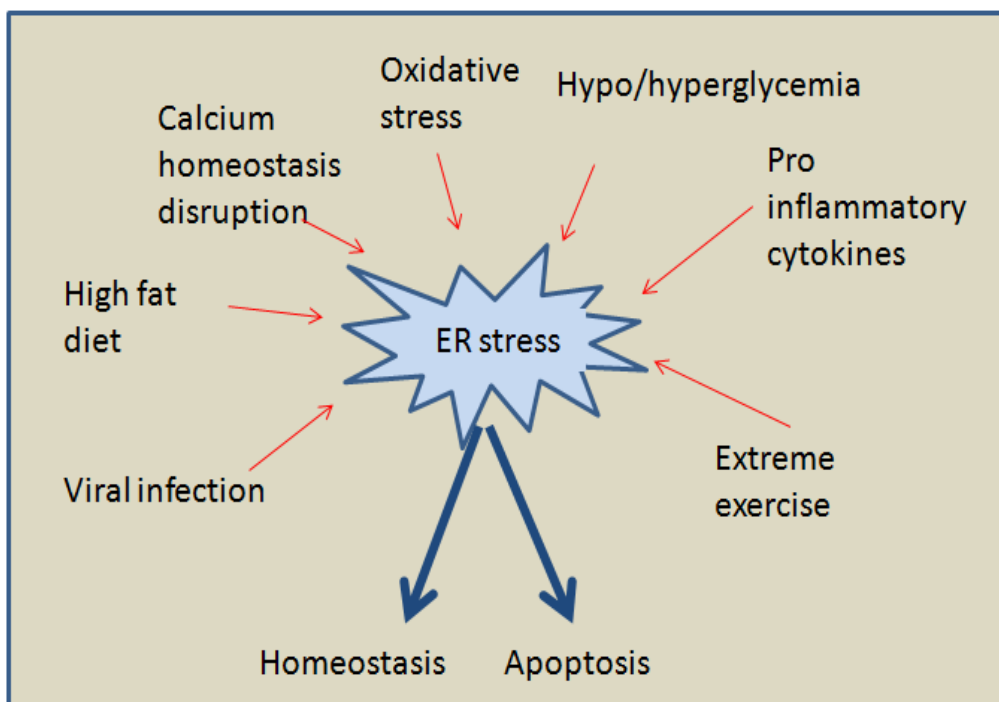 Oxidative
stress
Hypo/hyperglycemia
Calcium
homeostasis
disruption
Pro
inflammatory
cytokines
High fat
diet
ER stress
Viral infection
Extreme
exercise
Homeostasis
Apoptosis